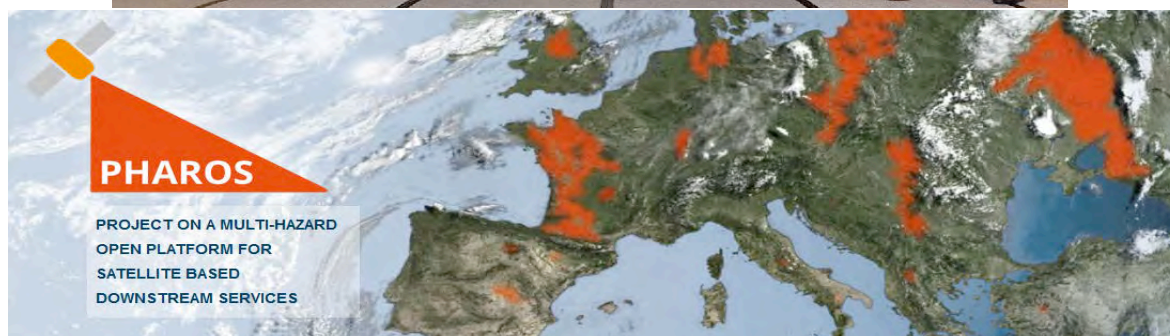 PHAROS
PROJECT ON A MULTI-HAZARD
OPEN PLATFORM FOR
SATELLITE BASED
DOWNSTREAM SERVICES